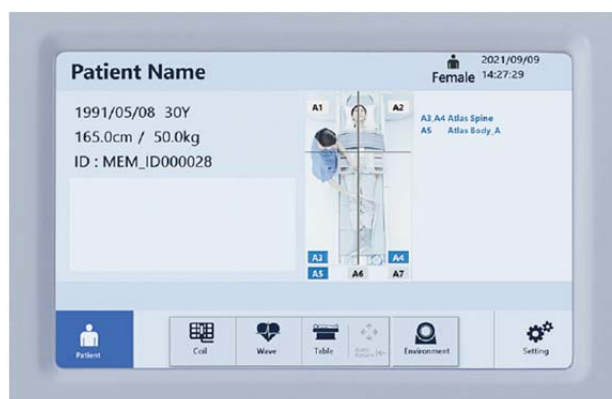 Patient Name
Female
2021/09/09
14:27:29
1991/05/08 30Y
165.0cm / 50.0kg
ID : MEM_ID000028
A1
A2
A3,A4 Atlas Spine
A5 Atlas Body_A
A3
A4
A5
A6
A7
Patient
Coil
Wave
Table
Environment
Setting